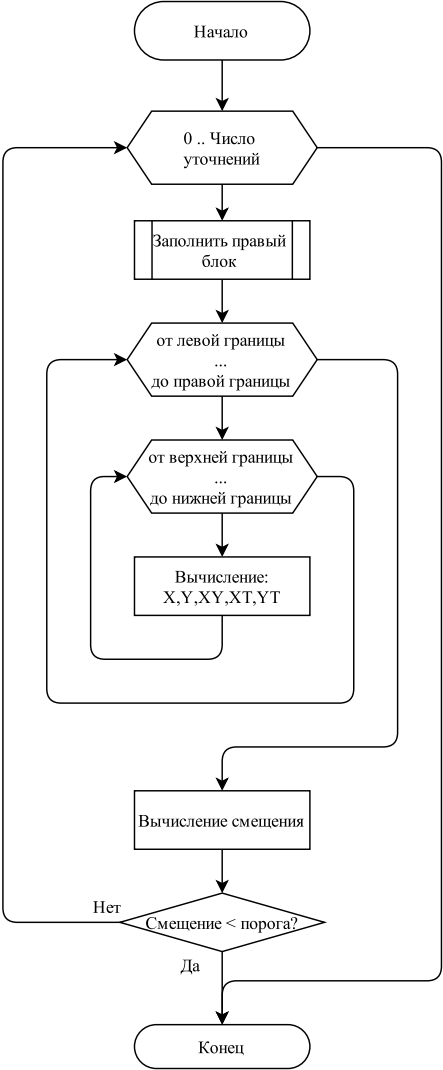 Начало
0 .. Число
уточнений
Заполнить правый
блок
от левой границы
...
до правой границы
от верхней границы
...
до нижней границы
Вычисление:
X,Y,XY,XT,YT
Вычисление смещения
Нет
Смещение < порога?
Да
Конец